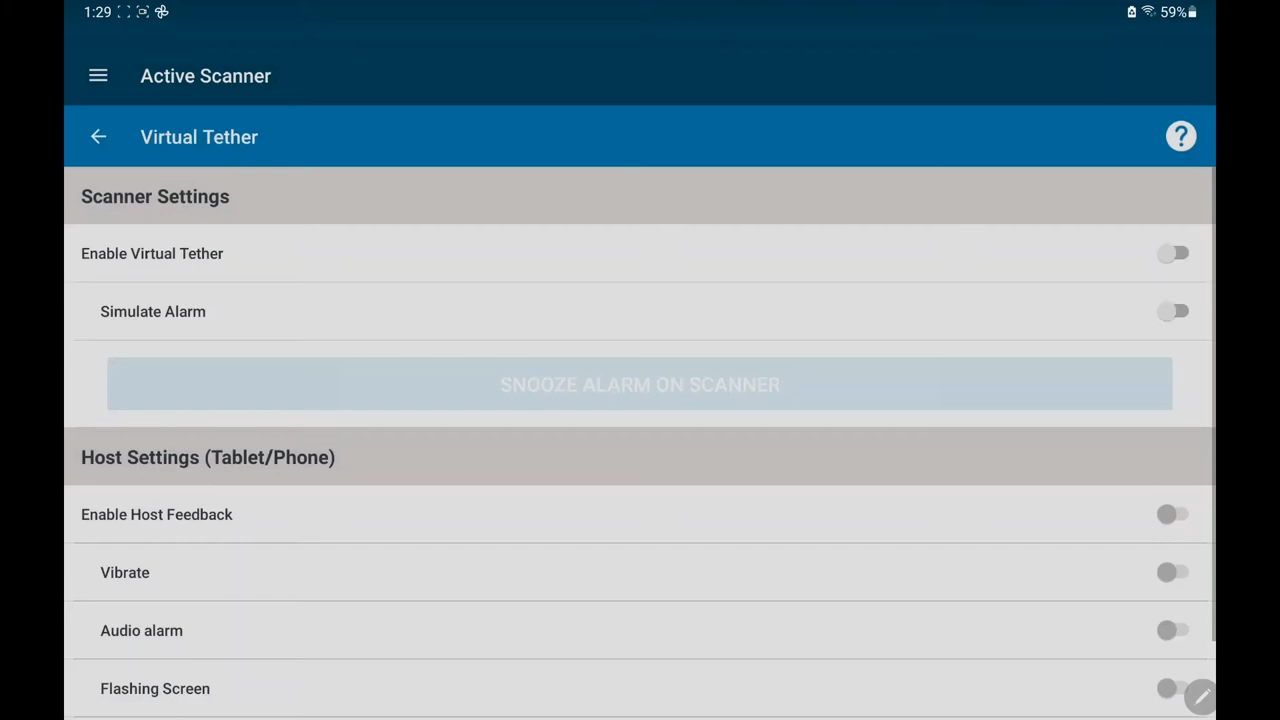 1:29
59%
Active Scanner
Virtual Tether
?
Scanner Settings
Enable Virtual Tether
Simulate Alarm
SNOOZE ALARM ON SCANNER
Host Settings (Tablet/Phone)
Enable Host Feedback
Vibrate
Audio alarm
Flashing Screen